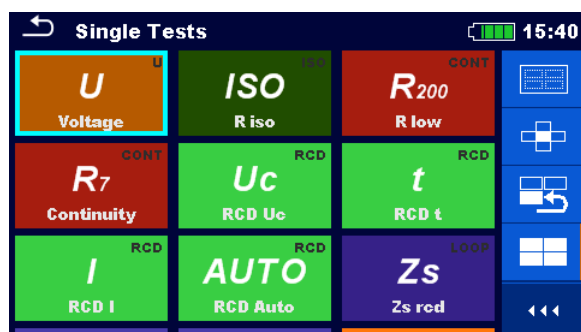 Single Tests 15:40
U
U
Voltage
ISO
ISO
R iso
CONT
R200
R low
CONT
R7
Continuity
RCD
Uc
RCD Uc
RCD
t
RCD t
RCD
I
RCD I
RCD
AUTO
RCD Auto
LOOP
Zs
Zs rcd